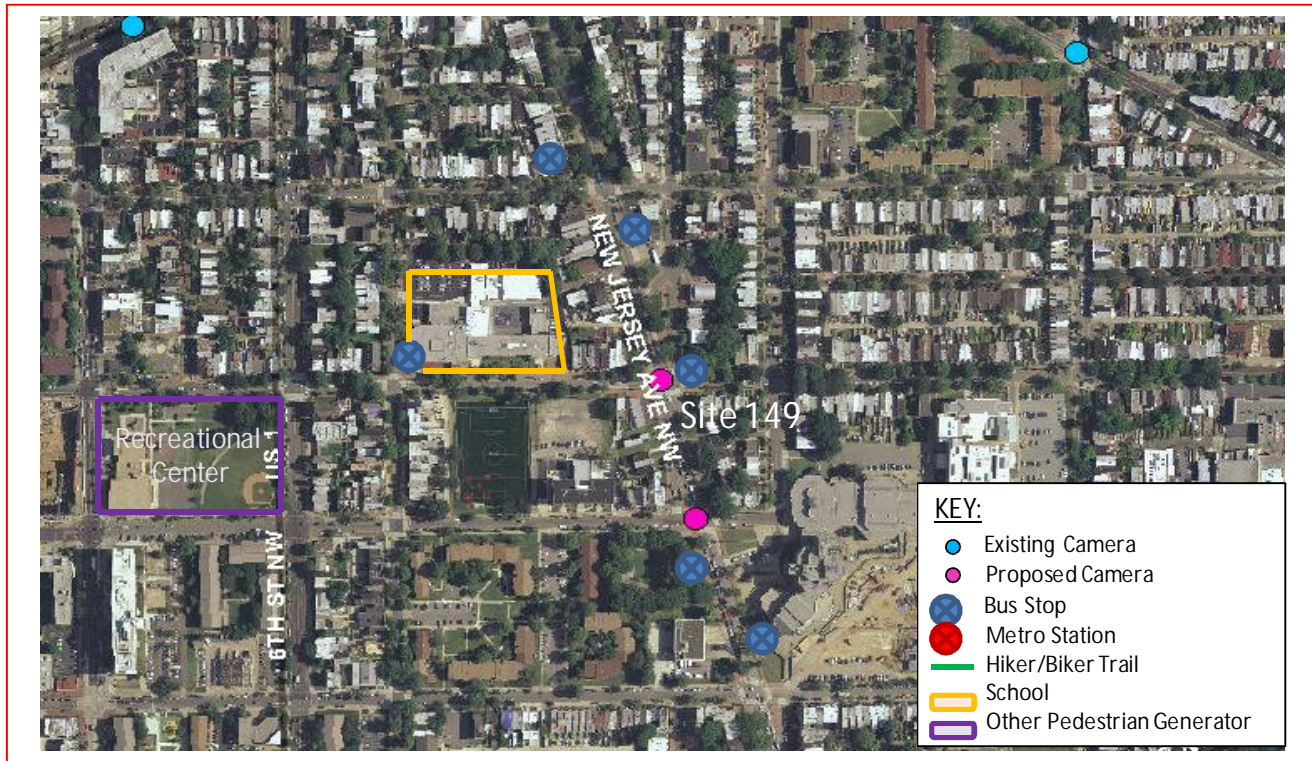 NEW JERSEY AVE NW
Site 149
Recreational
Center
US 1
6TH ST NW
KEY:
Existing Camera
Proposed Camera
Bus Stop
Metro Station
Hiker/Biker Trail
School
Other Pedestrian Generator